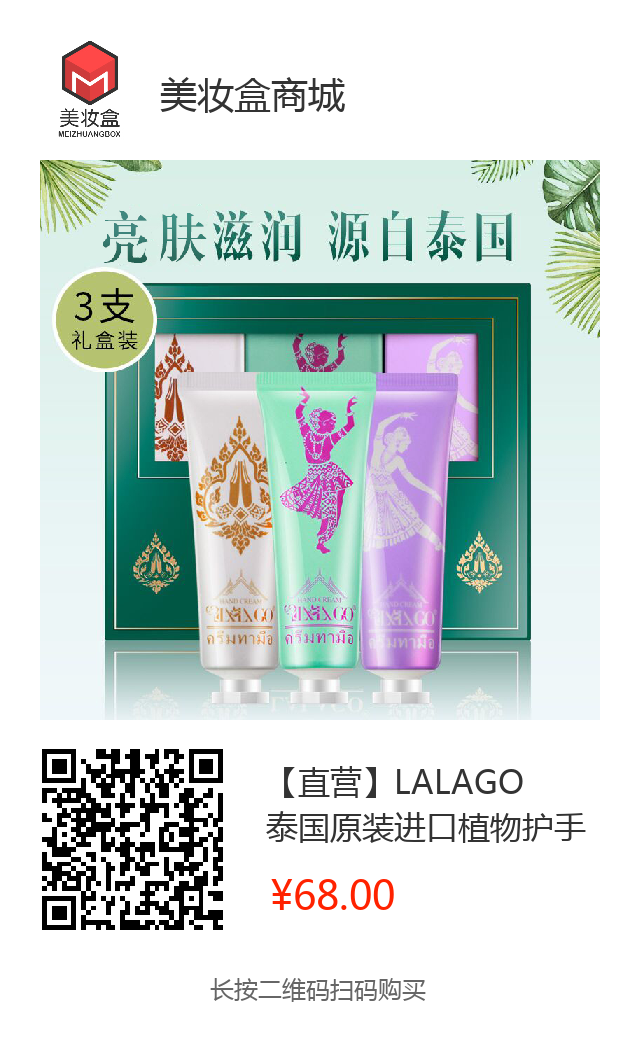 美妆盒
MEIZHUANGBOX
美妆盒商城
亮肤滋润 源自泰国
3支
礼盒装
HAND CREAM
LALAGO
ครีมทามือ
HAND CREAM
LALAGO
ครีมทามือ
HAND CREAM
LALAGO
ครีมทามือ
【直营】LALAGO
泰国原装进口植物护手
¥68.00
长按二维码扫码购买